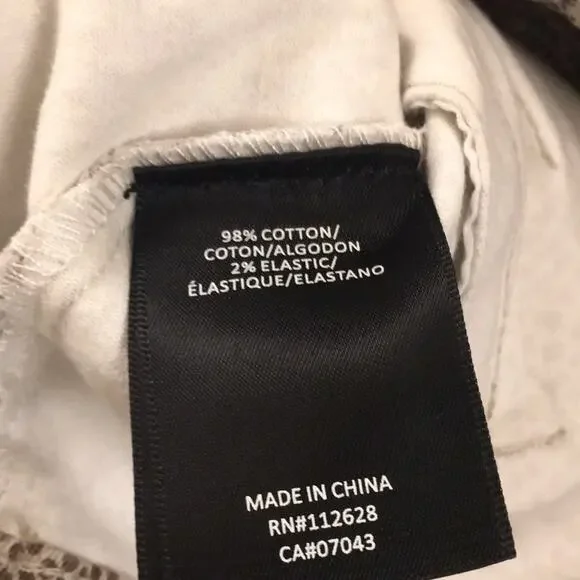 98% COTTON/
COTON/ALGODON
2% ELASTIC/
ÉLASTIQUE/ELASTANO
MADE IN CHINA
RN#112628
CA#07043